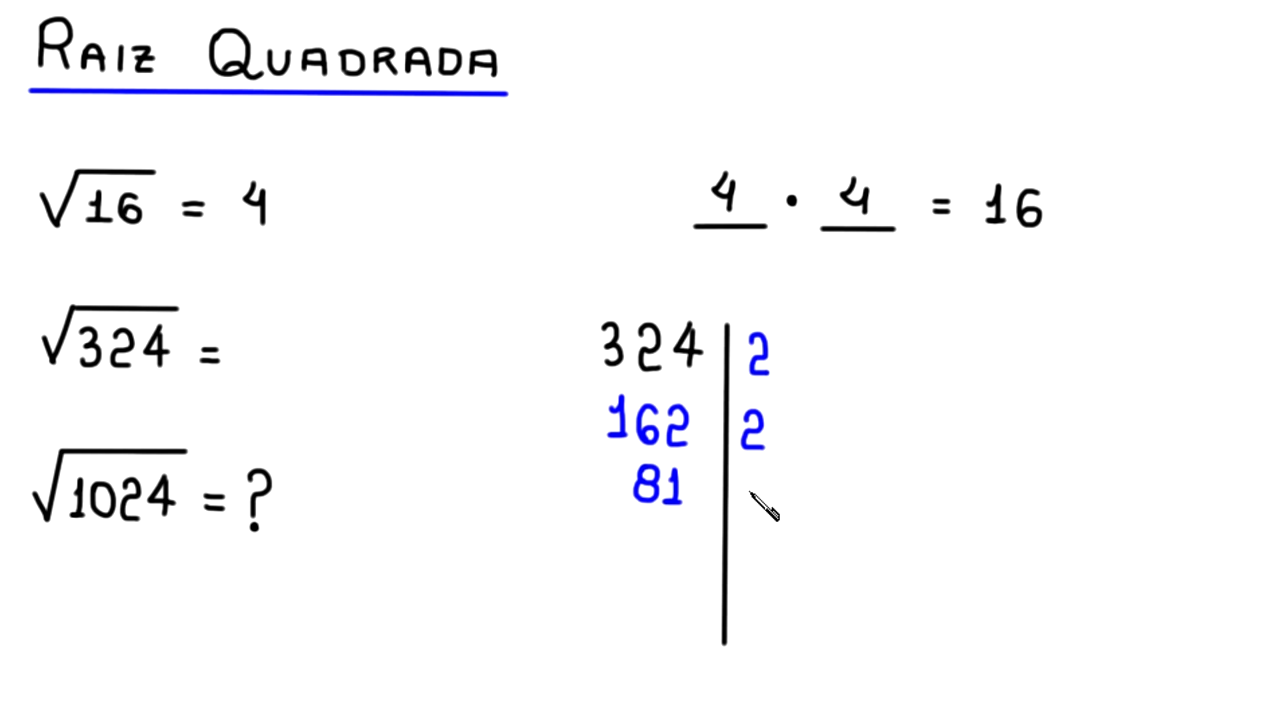 RAIZ QUADRADA
√16 = 4
4 · 4 = 16
√324 =
324 | 2
162 | 2
81 |
√1024 = ?